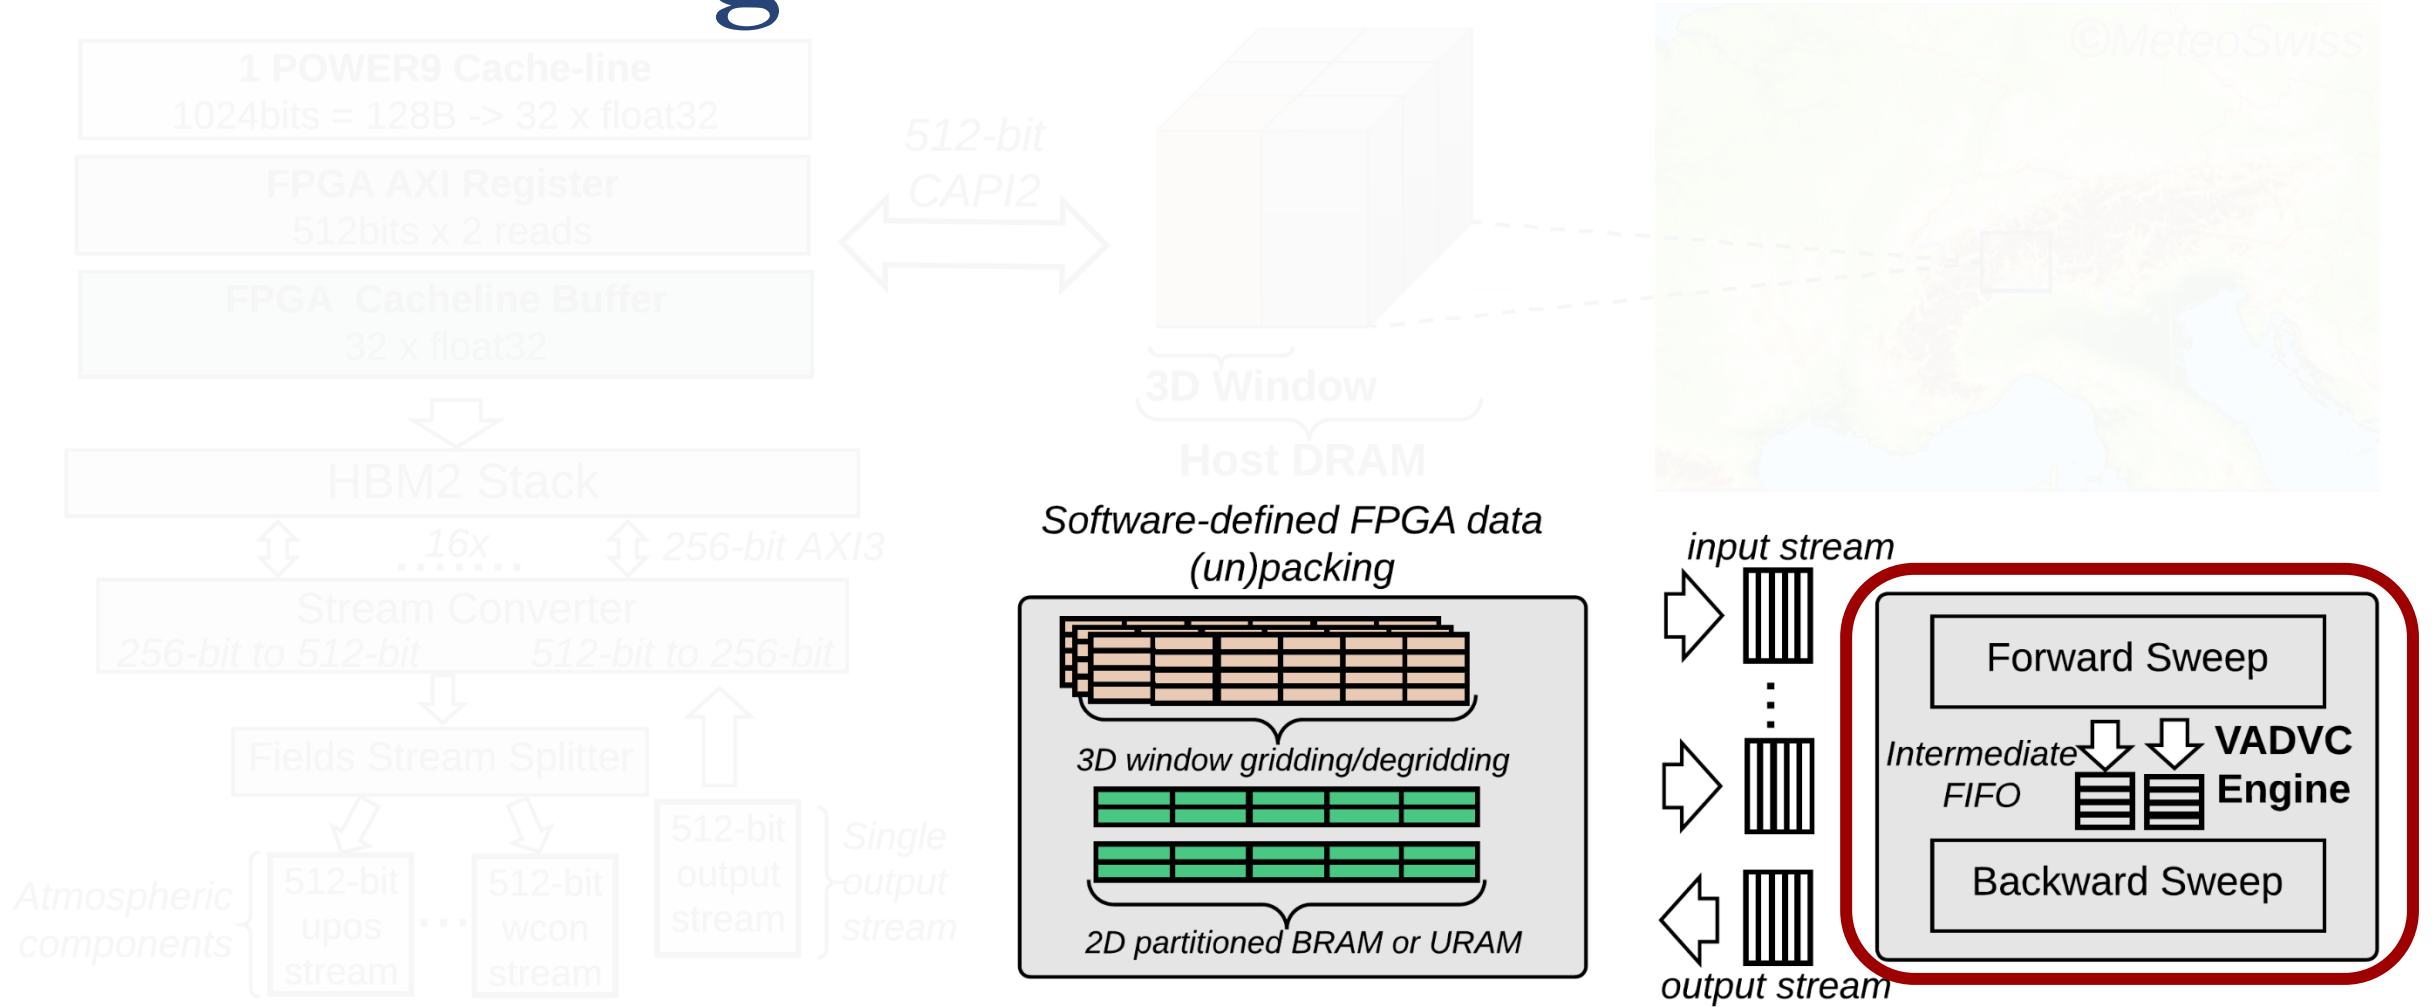 g
1 POWER9 Cache-line
1024bits = 128B -> 32 x float32
FPGA AXI Register
512bits x 2 reads
FPGA Cacheline Buffer
32 x float32
512-bit
CAPI2
©MeteoSwiss
3D Window
Host DRAM
HBM2 Stack
16x
256-bit AXI3
Stream Converter
256-bit to 512-bit 512-bit to 256-bit
Fields Stream Splitter
Atmospheric
components
512-bit
upos
stream
...
512-bit
wcon
stream
512-bit
output
stream
Single
output
stream
Software-defined FPGA data
(un)packing
3D window gridding/degridding
2D partitioned BRAM or URAM
input stream
output stream
Forward Sweep
Intermediate
FIFO
VADVC
Engine
Backward Sweep